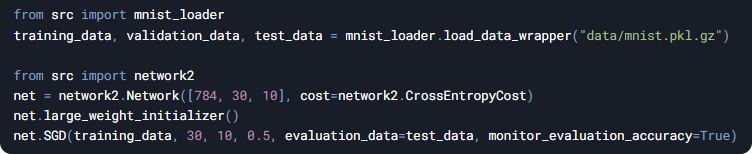 from src import mnist_loader
training_data, validation_data, test_data = mnist_loader.load_data_wrapper("data/mnist.pkl.gz")
from src import network2
net = network2.Network([784, 30, 10], cost=network2.CrossEntropyCost)
net.large_weight_initializer()
net.SGD(training_data, 30, 10, 0.5, evaluation_data=test_data, monitor_evaluation_accuracy=True)